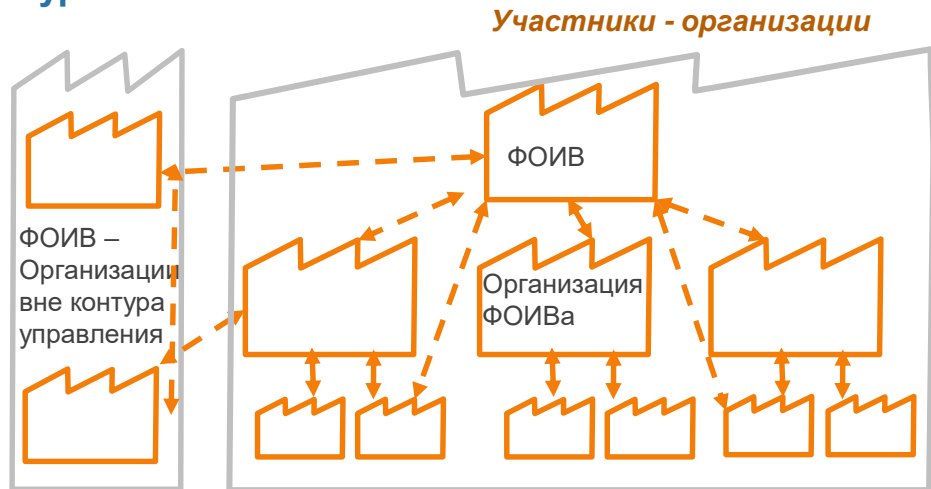 Участники - организации
ФОИВ
ФОИВ –
Организации
вне контура
управления
Организация
ФОИВа